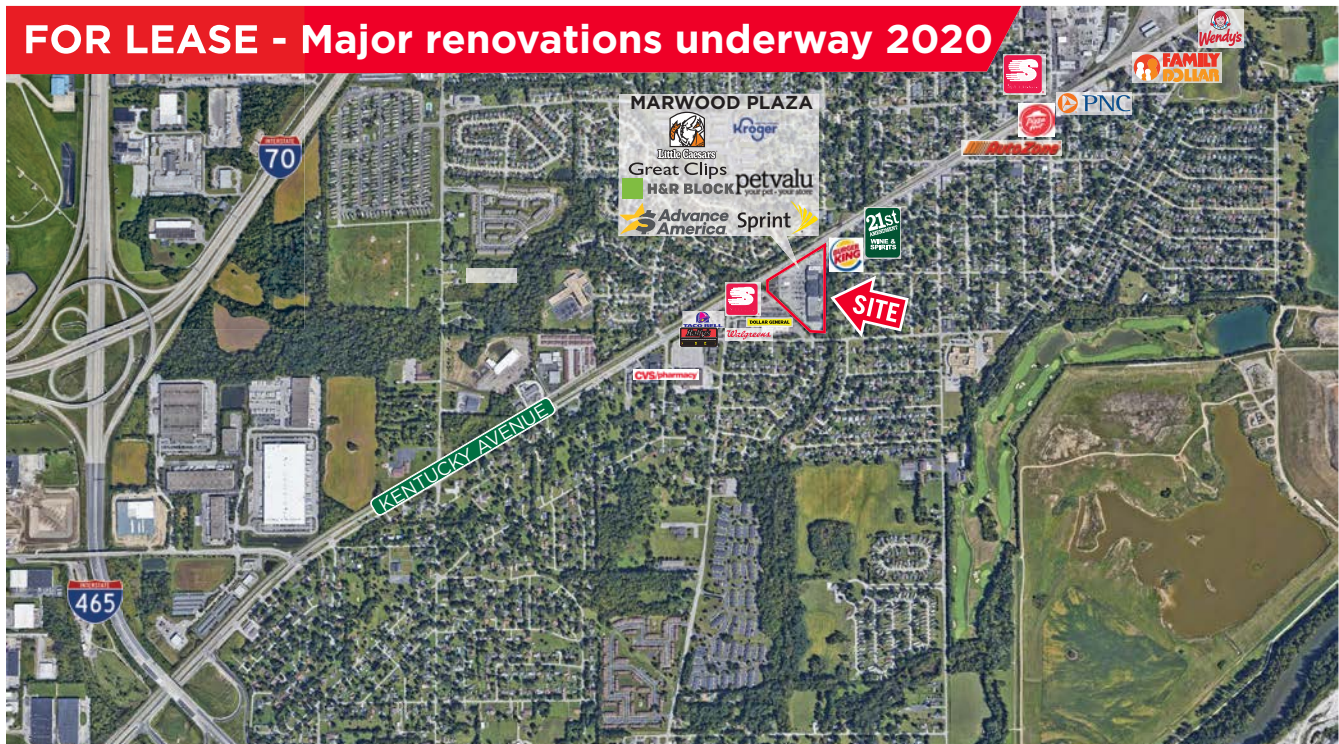 FOR LEASE - Major renovations underway 2020
Wendy's
FAMILY
DOLLAR
PNC
Pizza
Hut
AutoZone
MARWOOD PLAZA
Little Caesars
Kroger
Great Clips
H&R BLOCK
petvalu
your pet • your store
Advance
America
Sprint
INTERSTATE
70
21st
AMENDMENT
WINE &
SPIRITS
BURGER
KING
SITE
TACO BELL
DOLLAR GENERAL
Walgreens
CVS/pharmacy
KENTUCKY AVENUE
INTERSTATE
465